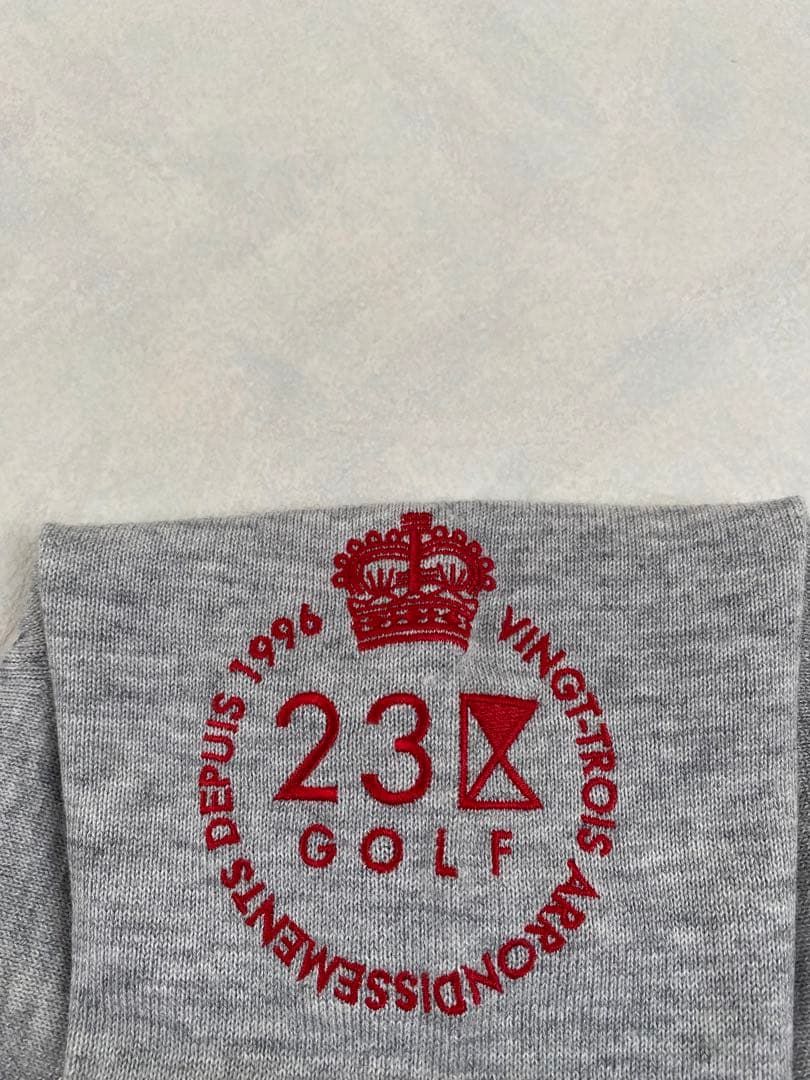 VINGT-TROIS ARRONDISSEMENTS DEPUIS 1996
23
GOLF